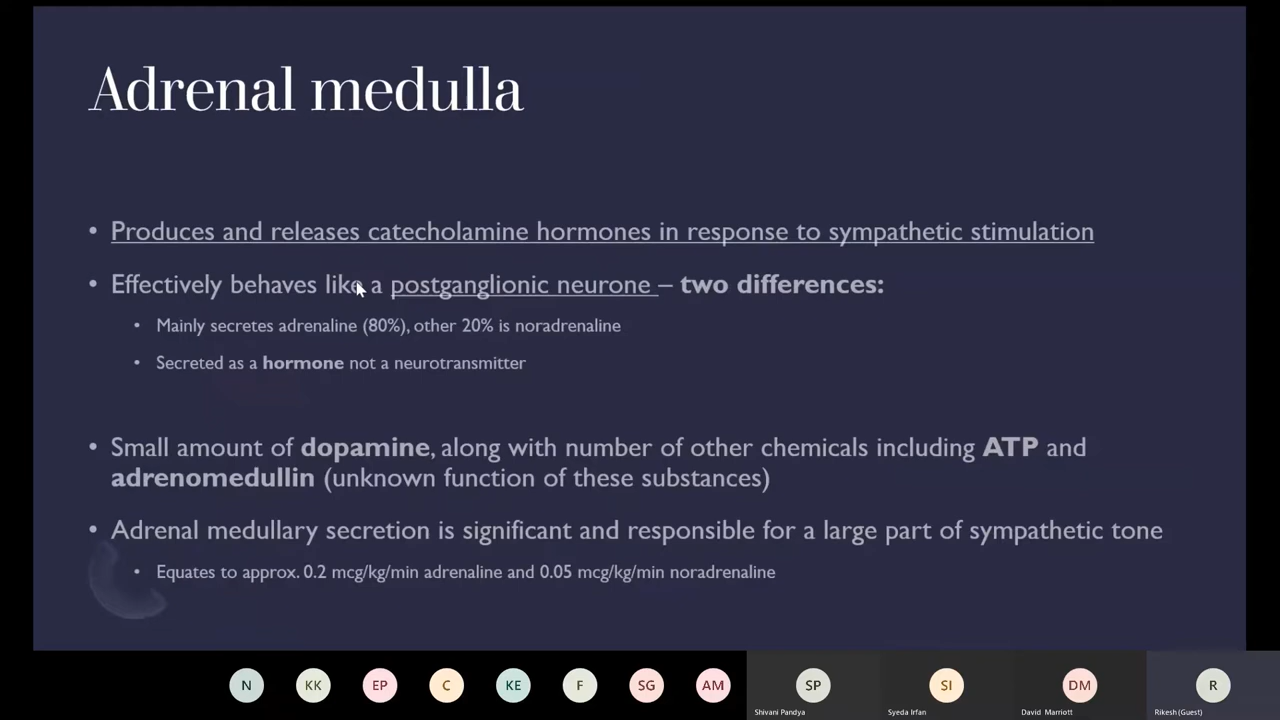 Adrenal medulla
• Produces and releases catecholamine hormones in response to sympathetic stimulation
• Effectively behaves like a postganglionic neurone – two differences:
• Mainly secretes adrenaline (80%), other 20% is noradrenaline
• Secreted as a hormone not a neurotransmitter
• Small amount of dopamine, along with number of other chemicals including ATP and
adrenomedullin (unknown function of these substances)
• Adrenal medullary secretion is significant and responsible for a large part of sympathetic tone
• Equates to approx. 0.2 mcg/kg/min adrenaline and 0.05 mcg/kg/min noradrenaline
N KK EP C KE F SG AM SP SI DM R
Shivani Pandya Syeda Irfan David Marriott Rikesh (Guest)